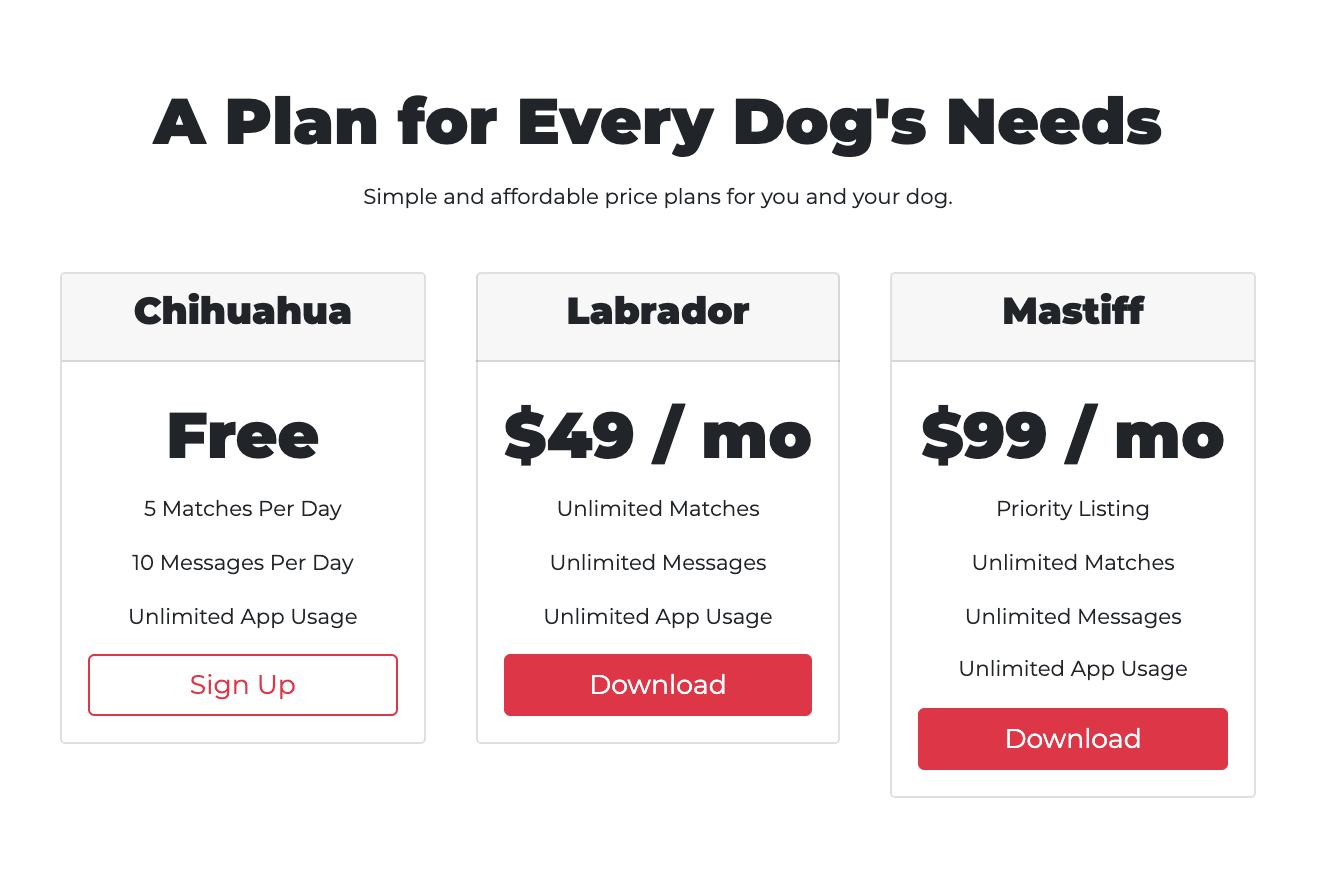 A Plan for Every Dog's Needs
Simple and affordable price plans for you and your dog.
Chihuahua
Free
5 Matches Per Day
10 Messages Per Day
Unlimited App Usage
Sign Up
Labrador
$49 / mo
Unlimited Matches
Unlimited Messages
Unlimited App Usage
Download
Mastiff
$99 / mo
Priority Listing
Unlimited Matches
Unlimited Messages
Unlimited App Usage
Download